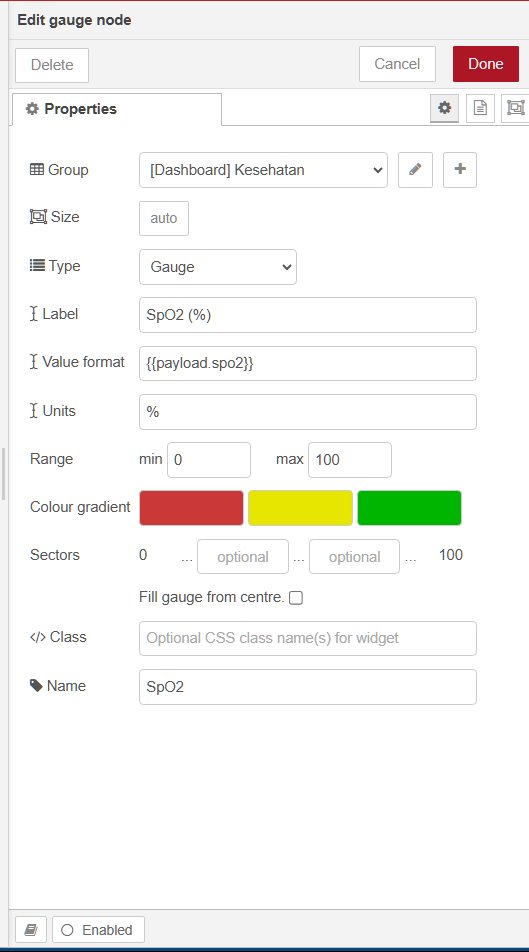 Edit gauge node
Delete
Cancel
Done
Properties
Group
[Dashboard] Kesehatan
Size
auto
Type
Gauge
Label
SpO2 (%)
Value format
{{payload.spo2}}
Units
%
Range
min 0
max 100
Colour gradient
Sectors
0 ... optional ... optional ... 100
Fill gauge from centre.
</> Class
Optional CSS class name(s) for widget
Name
SpO2
Enabled